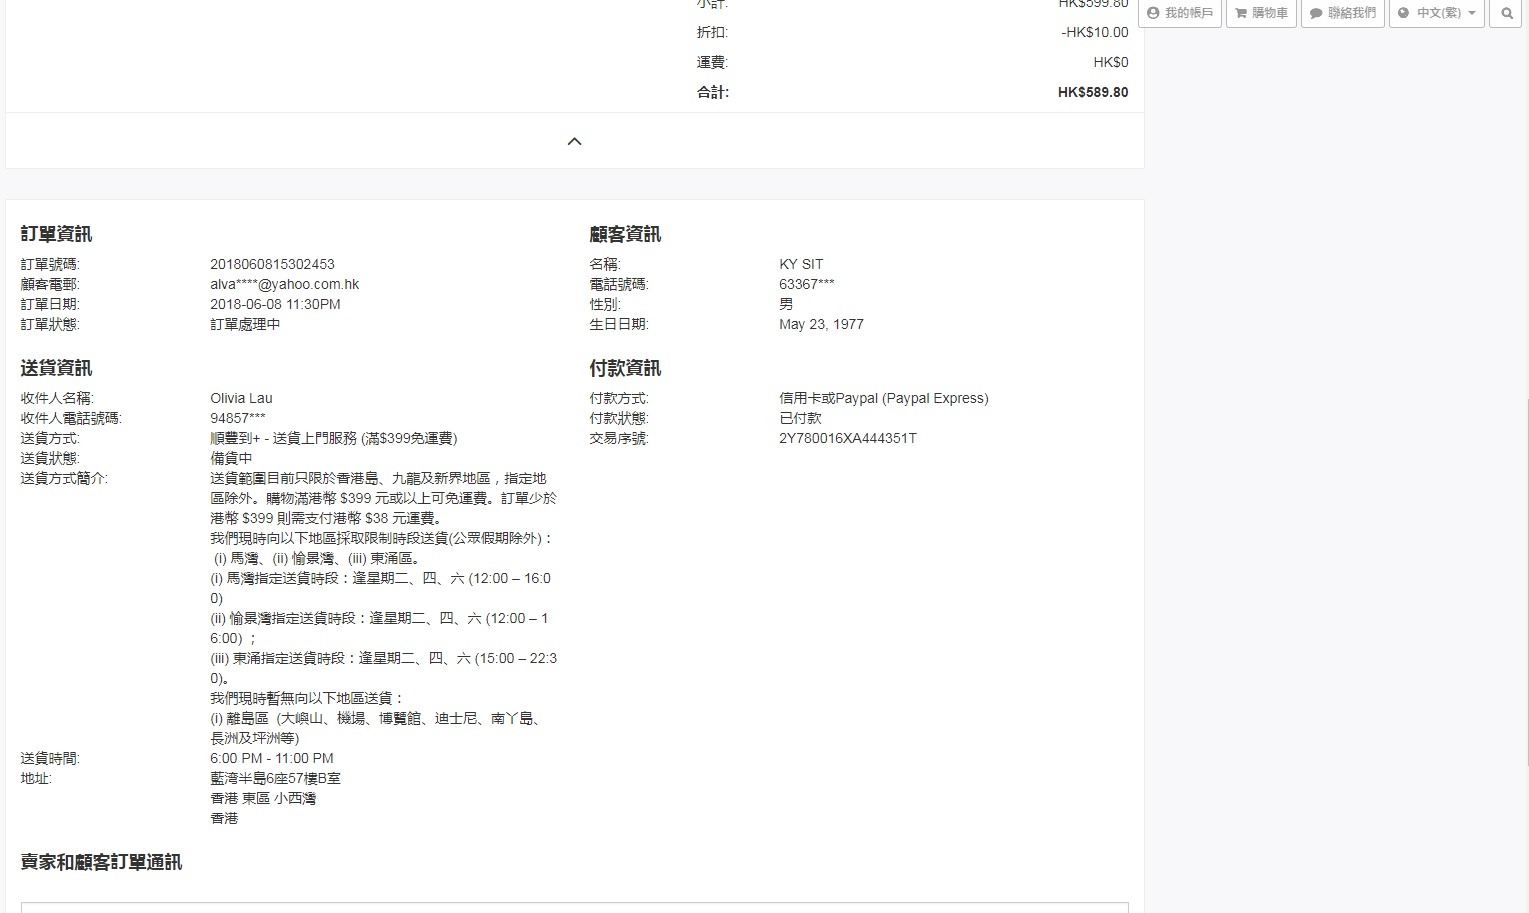 小計: HK$599.80
我的帳戶 購物車 聯絡我們 中文(繁)
折扣: -HK$10.00
運費: HK$0
合計: HK$589.80
訂單資訊
訂單號碼: 2018060815302453
顧客電郵: alva****@yahoo.com.hk
訂單日期: 2018-06-08 11:30PM
訂單狀態: 訂單處理中
顧客資訊
名稱: KY SIT
電話號碼: 63367***
性別: 男
生日日期: May 23, 1977
送貨資訊
收件人名稱: Olivia Lau
收件人電話號碼: 94857***
送貨方式: 順豐到+ - 送貨上門服務 (滿$399免運費)
送貨狀態: 備貨中
送貨方式簡介: 送貨範圍目前只限於香港島、九龍及新界地區，指定地
區除外。購物滿港幣 $399 元或以上可免運費。訂單少於
港幣 $399 則需支付港幣 $38 元運費。
我們現時向以下地區採取限制時段送貨(公眾假期除外)：
(i) 馬灣、(ii) 愉景灣、(iii) 東涌區。
(i) 馬灣指定送貨時段：逢星期二、四、六 (12:00 – 16:0
0)
(ii) 愉景灣指定送貨時段：逢星期二、四、六 (12:00 – 1
6:00) ；
(iii) 東涌指定送貨時段：逢星期二、四、六 (15:00 – 22:3
0)。
我們現時暫無向以下地區送貨：
(i) 離島區 (大嶼山、機場、博覽館、迪士尼、南丫島、
長洲及坪洲等)
送貨時間: 6:00 PM - 11:00 PM
地址: 藍灣半島6座57樓B室
香港 東區 小西灣
香港
付款資訊
付款方式: 信用卡或Paypal (Paypal Express)
付款狀態: 已付款
交易序號: 2Y780016XA444351T
賣家和顧客訂單通訊